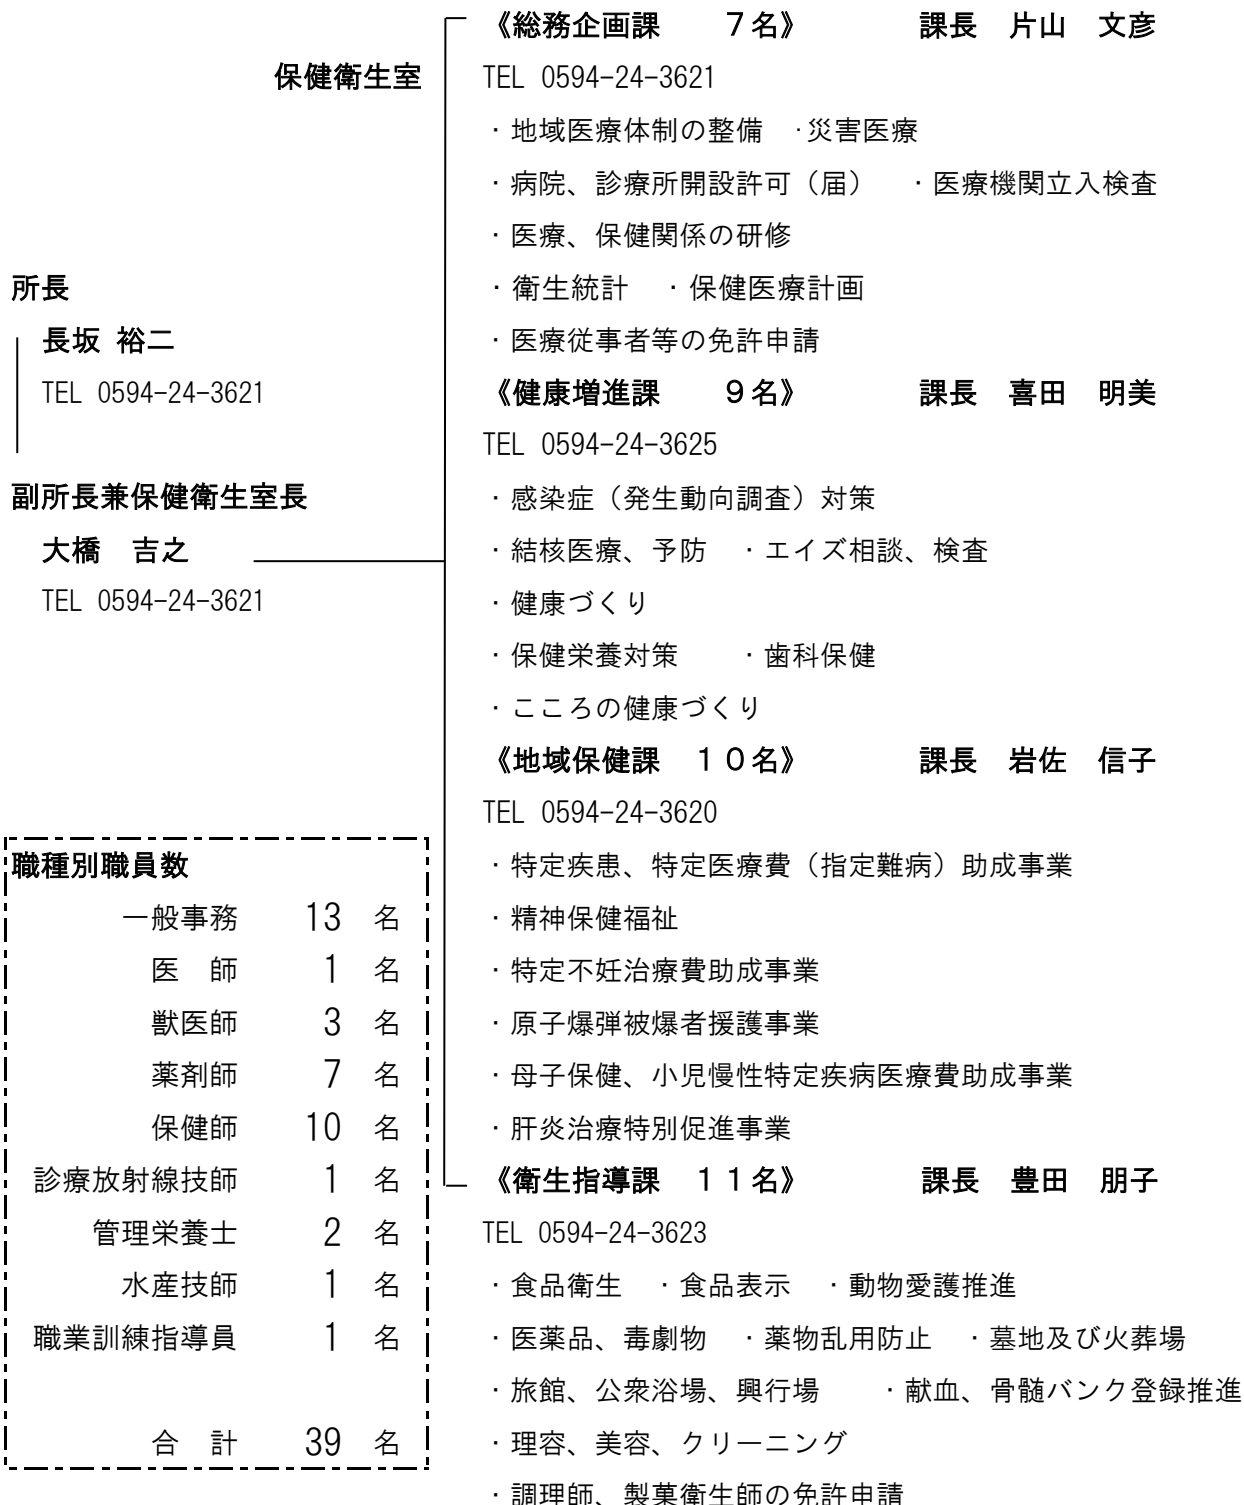 所長
長坂 裕二
TEL 0594-24-3621
副所長兼保健衛生室長
大橋　吉之
TEL 0594-24-3621
保健衛生室
《総務企画課　　７名》　　　　課長　片山　文彦
TEL 0594-24-3621
・地域医療体制の整備　・災害医療
・病院、診療所開設許可（届）　・医療機関立入検査
・医療、保健関係の研修
・衛生統計　・保健医療計画
・医療従事者等の免許申請
《健康増進課　　９名》　　　　課長　喜田　明美
TEL 0594-24-3625
・感染症（発生動向調査）対策
・結核医療、予防　・エイズ相談、検査
・健康づくり
・保健栄養対策　　・歯科保健
・こころの健康づくり
《地域保健課　１０名》　　　　課長　岩佐　信子
TEL 0594-24-3620
・特定疾患、特定医療費（指定難病）助成事業
・精神保健福祉
・特定不妊治療費助成事業
・原子爆弾被爆者援護事業
・母子保健、小児慢性特定疾病医療費助成事業
・肝炎治療特別促進事業
《衛生指導課　１１名》　　　　課長　豊田　朋子
TEL 0594-24-3623
・食品衛生　・食品表示　・動物愛護推進
・医薬品、毒劇物　・薬物乱用防止　・墓地及び火葬場
・旅館、公衆浴場、興行場　　・献血、骨髄バンク登録推進
・理容、美容、クリーニング
・調理師、製菓衛生師の免許申請
職種別職員数
一般事務　13　名
医　師　1　名
獣医師　3　名
薬剤師　7　名
保健師　10　名
診療放射線技師　1　名
管理栄養士　2　名
水産技師　1　名
職業訓練指導員　1　名
合　計　39　名